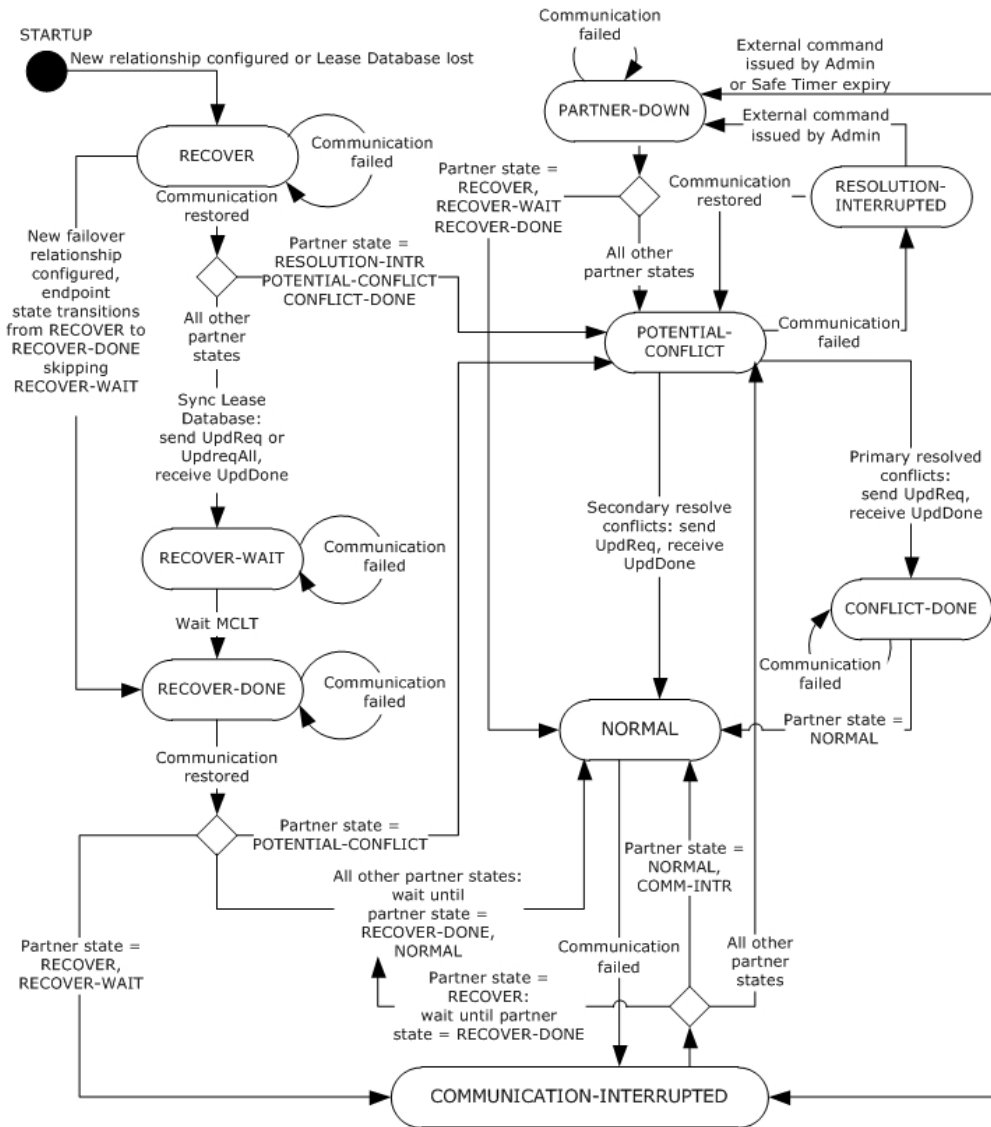 STARTUP
New relationship configured or Lease Database lost
RECOVER
Communication
failed
Communication
restored
New failover
relationship
configured,
endpoint
state transitions
from RECOVER to
RECOVER-DONE
skipping
RECOVER-WAIT
Partner state =
RESOLUTION-INTR
POTENTIAL-CONFLICT
CONFLICT-DONE
All other
partner
states
Sync Lease
Database:
send UpdReq or
UpdreqAll,
receive UpdDone
RECOVER-WAIT
Communication
failed
Wait MCLT
RECOVER-DONE
Communication
failed
Communication
restored
Partner state =
POTENTIAL-CONFLICT
All other partner states:
wait until
partner state =
RECOVER-DONE,
NORMAL
Partner state =
RECOVER,
RECOVER-WAIT
Communication
failed
PARTNER-DOWN
External command
issued by Admin
or Safe Timer expiry
External command
issued by Admin
Partner state =
RECOVER,
RECOVER-WAIT
RECOVER-DONE
Communication
restored
RESOLUTION-
INTERRUPTED
All other
partner states
POTENTIAL-
CONFLICT
Communication
failed
Secondary resolve
conflicts: send
UpdReq, receive
UpdDone
Primary resolved
conflicts:
send UpdReq,
receive UpdDone
CONFLICT-DONE
Communication
failed
Partner state =
NORMAL
NORMAL
Partner state =
NORMAL,
COMM-INTR
Communication
failed
All other
partner
states
Partner state =
RECOVER:
wait until partner
state = RECOVER-DONE
COMMUNICATION-INTERRUPTED